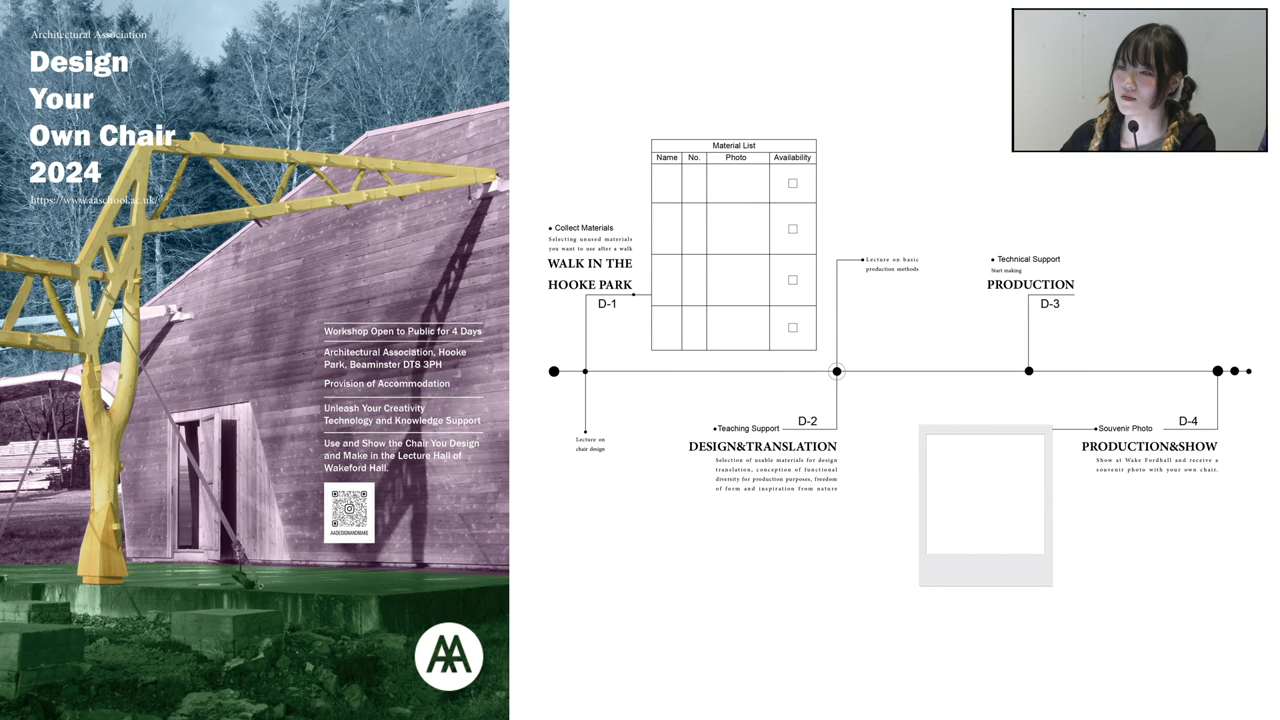 Architectural Association
Design
Your
Own Chair
2024
https://www.aaschool.ac.uk/
Workshop Open to Public for 4 Days
Architectural Association, Hooke
Park, Beaminster DT8 3PH
Provision of Accommodation
Unleash Your Creativity
Technology and Knowledge Support
Use and Show the Chair You Design
and Make in the Lecture Hall of
Wakeford Hall.
AADESIGNANDMAKE
AA
Material List
Name No. Photo Availability
• Collect Materials
Selecting unused materials
you want to use after a walk
WALK IN THE
HOOKE PARK
D-1
Lecture on
chair design
Lecture on basic
production methods
D-2
Teaching Support
DESIGN&TRANSLATION
Selection of usable materials for design
translation, conception of functional
diversity for production purposes, freedom
of form and inspiration from nature
• Technical Support
Start making
PRODUCTION
D-3
D-4
Souvenir Photo
PRODUCTION&SHOW
Show at Wake Fordhall and receive a
souvenir photo with your own chair.